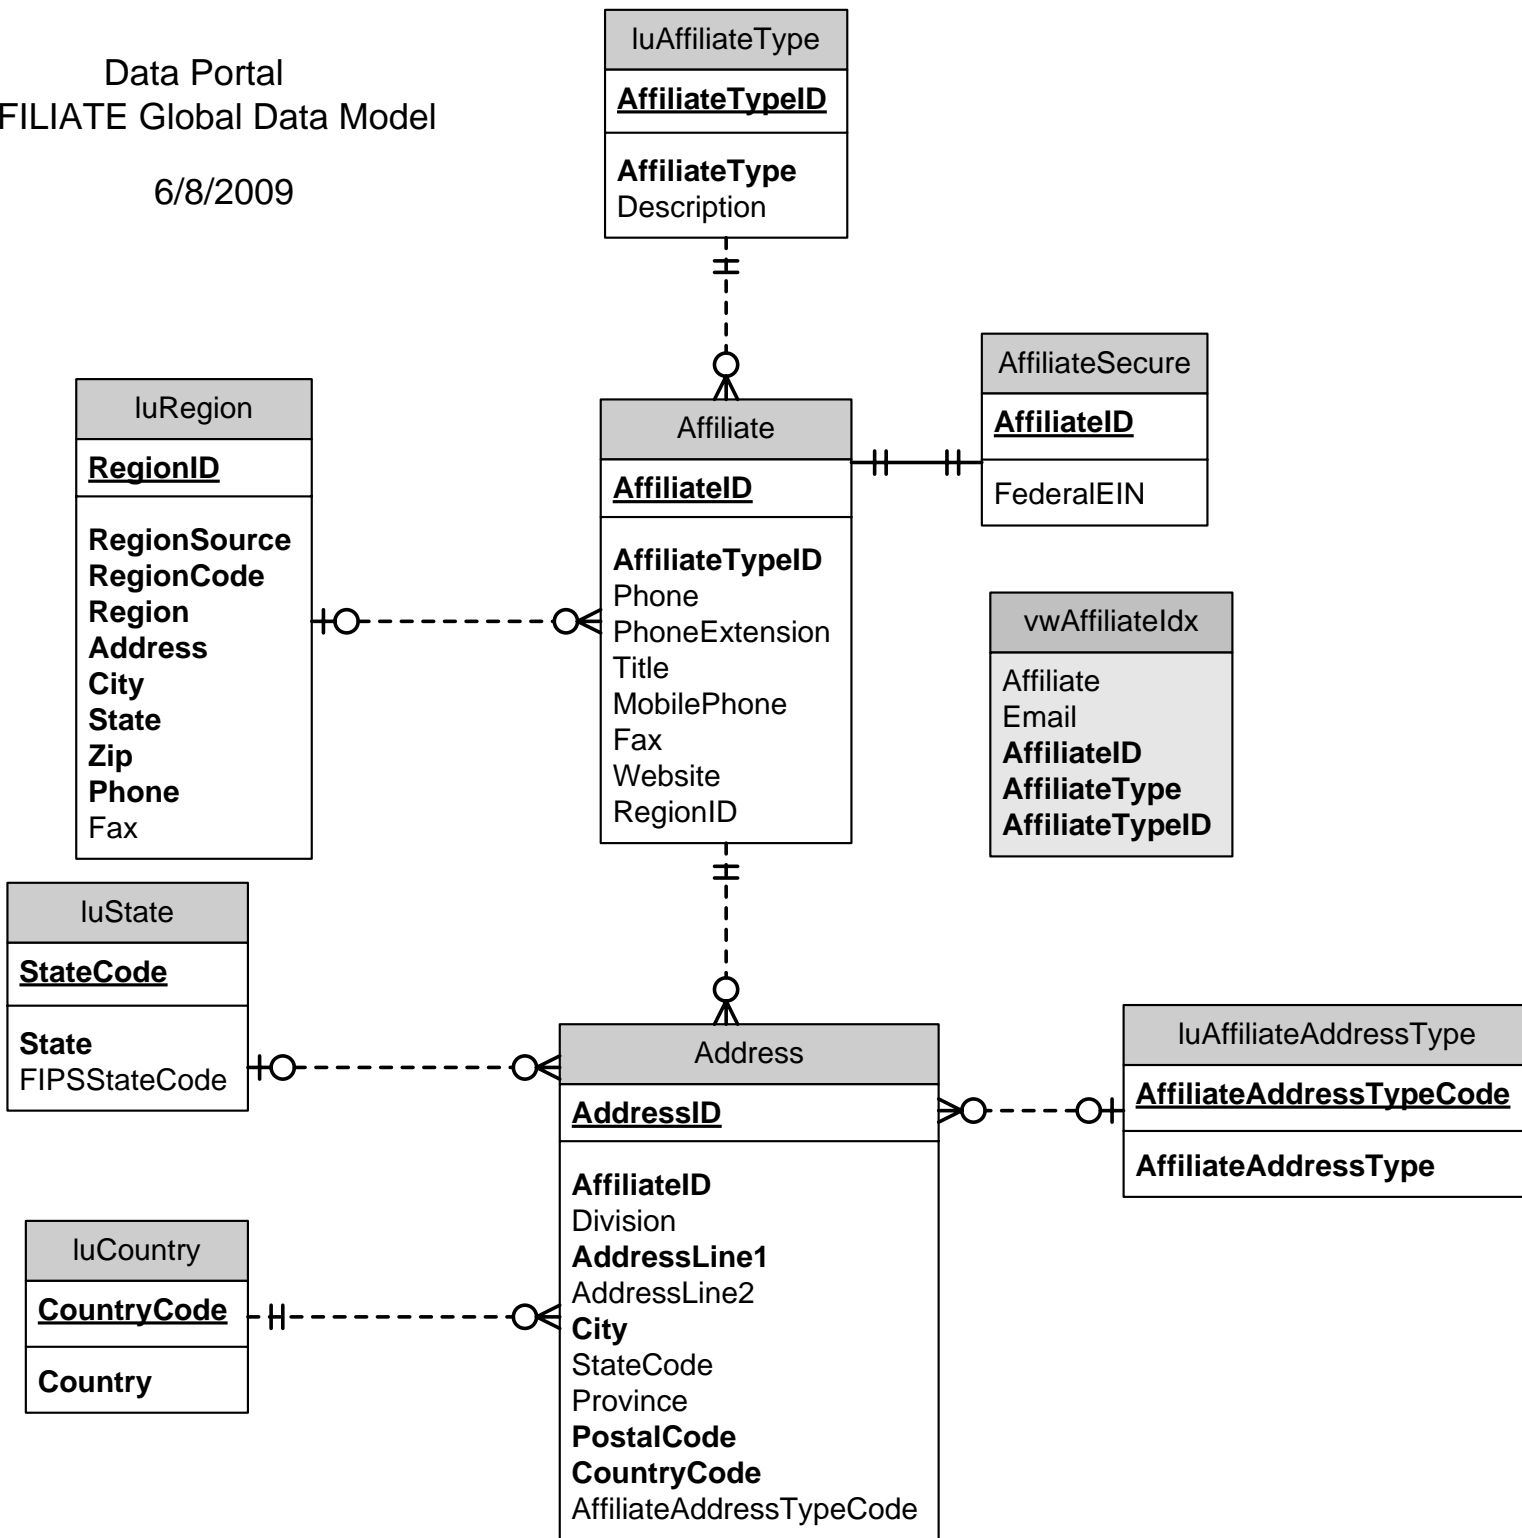 Data Portal
FILIATE Global Data Model
6/8/2009
luAffiliateType
AffiliateTypeID
AffiliateType
Description
AffiliateSecure
AffiliateID
FederalEIN
luRegion
RegionID
RegionSource
RegionCode
Region
Address
City
State
Zip
Phone
Fax
Affiliate
AffiliateID
AffiliateTypeID
Phone
PhoneExtension
Title
MobilePhone
Fax
Website
RegionID
vwAffiliateIdx
Affiliate
Email
AffiliateID
AffiliateType
AffiliateTypeID
luState
StateCode
State
FIPSStateCode
Address
AddressID
AffiliateID
Division
AddressLine1
AddressLine2
City
StateCode
Province
PostalCode
CountryCode
AffiliateAddressTypeCode
luAffiliateAddressType
AffiliateAddressTypeCode
AffiliateAddressType
luCountry
CountryCode
Country